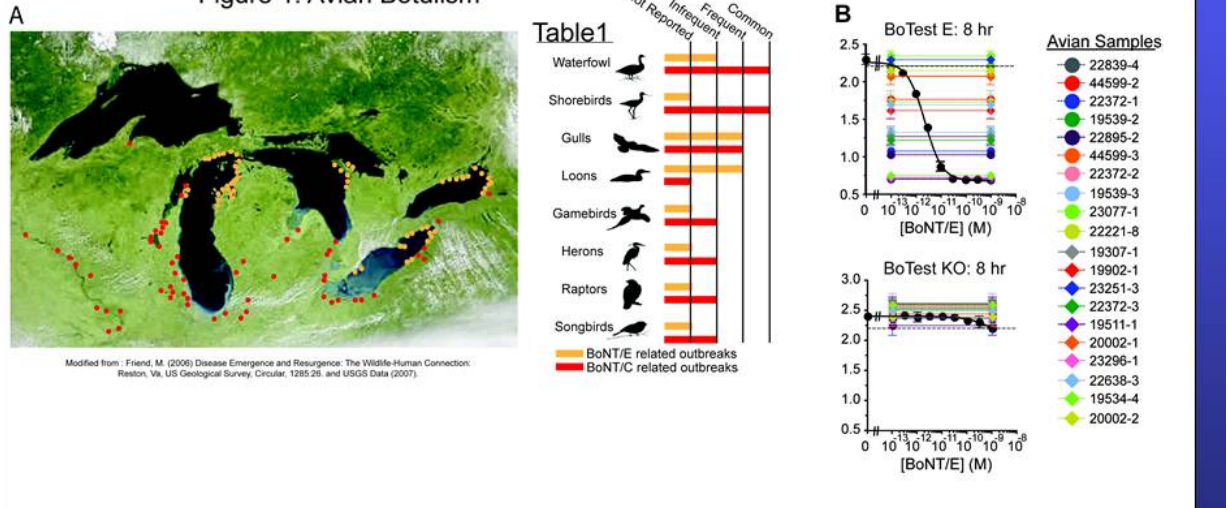 Figure 1. Avian Botulism
A
Table1
Not Reported
Infrequent
Frequent
Common
Waterfowl
Shorebirds
Gulls
Loons
Gamebirds
Herons
Raptors
Songbirds
BoNT/E related outbreaks
BoNT/C related outbreaks
Modified from : Friend, M. (2006) Disease Emergence and Resurgence: The Wildlife-Human Connection:
Reston, Va, US Geological Survey, Circular, 1285:26. and USGS Data (2007).
B
BoTest E: 8 hr
2.5
2.0
1.5
1.0
0.5
0 10-13 10-12 10-11 10-10 10-9 10-8
[BoNT/E] (M)
BoTest KO: 8 hr
3.0
2.5
2.0
1.5
1.0
0.5
0 10-13 10-12 10-11 10-10 10-9 10-8
[BoNT/E] (M)
Avian Samples
22839-4
44599-2
22372-1
19539-2
22895-2
44599-3
22372-2
19539-3
23077-1
22221-8
19307-1
19902-1
23251-3
22372-3
19511-1
20002-1
23296-1
22638-3
19534-4
20002-2